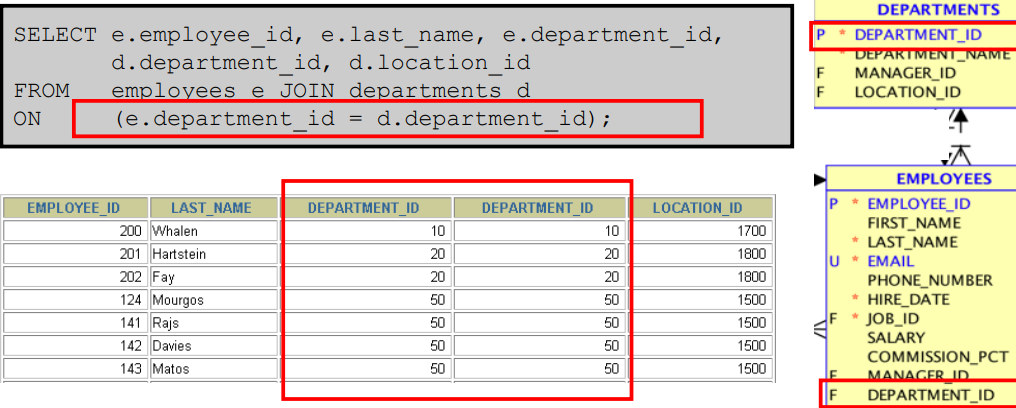 SELECT e.employee_id, e.last_name, e.department_id,
d.department_id, d.location_id
FROM employees e JOIN departments d
ON (e.department_id = d.department_id);
EMPLOYEE_ID LAST_NAME DEPARTMENT_ID DEPARTMENT_ID LOCATION_ID
200 Whalen 10 10 1700
201 Hartstein 20 20 1800
202 Fay 20 20 1800
124 Mourgos 50 50 1500
141 Rajs 50 50 1500
142 Davies 50 50 1500
143 Matos 50 50 1500
DEPARTMENTS
P * DEPARTMENT_ID
* DEPARTMENT_NAME
F MANAGER_ID
F LOCATION_ID
EMPLOYEES
P * EMPLOYEE_ID
FIRST_NAME
* LAST_NAME
U * EMAIL
PHONE_NUMBER
* HIRE_DATE
F * JOB_ID
SALARY
COMMISSION_PCT
F MANAGER_ID
F DEPARTMENT_ID